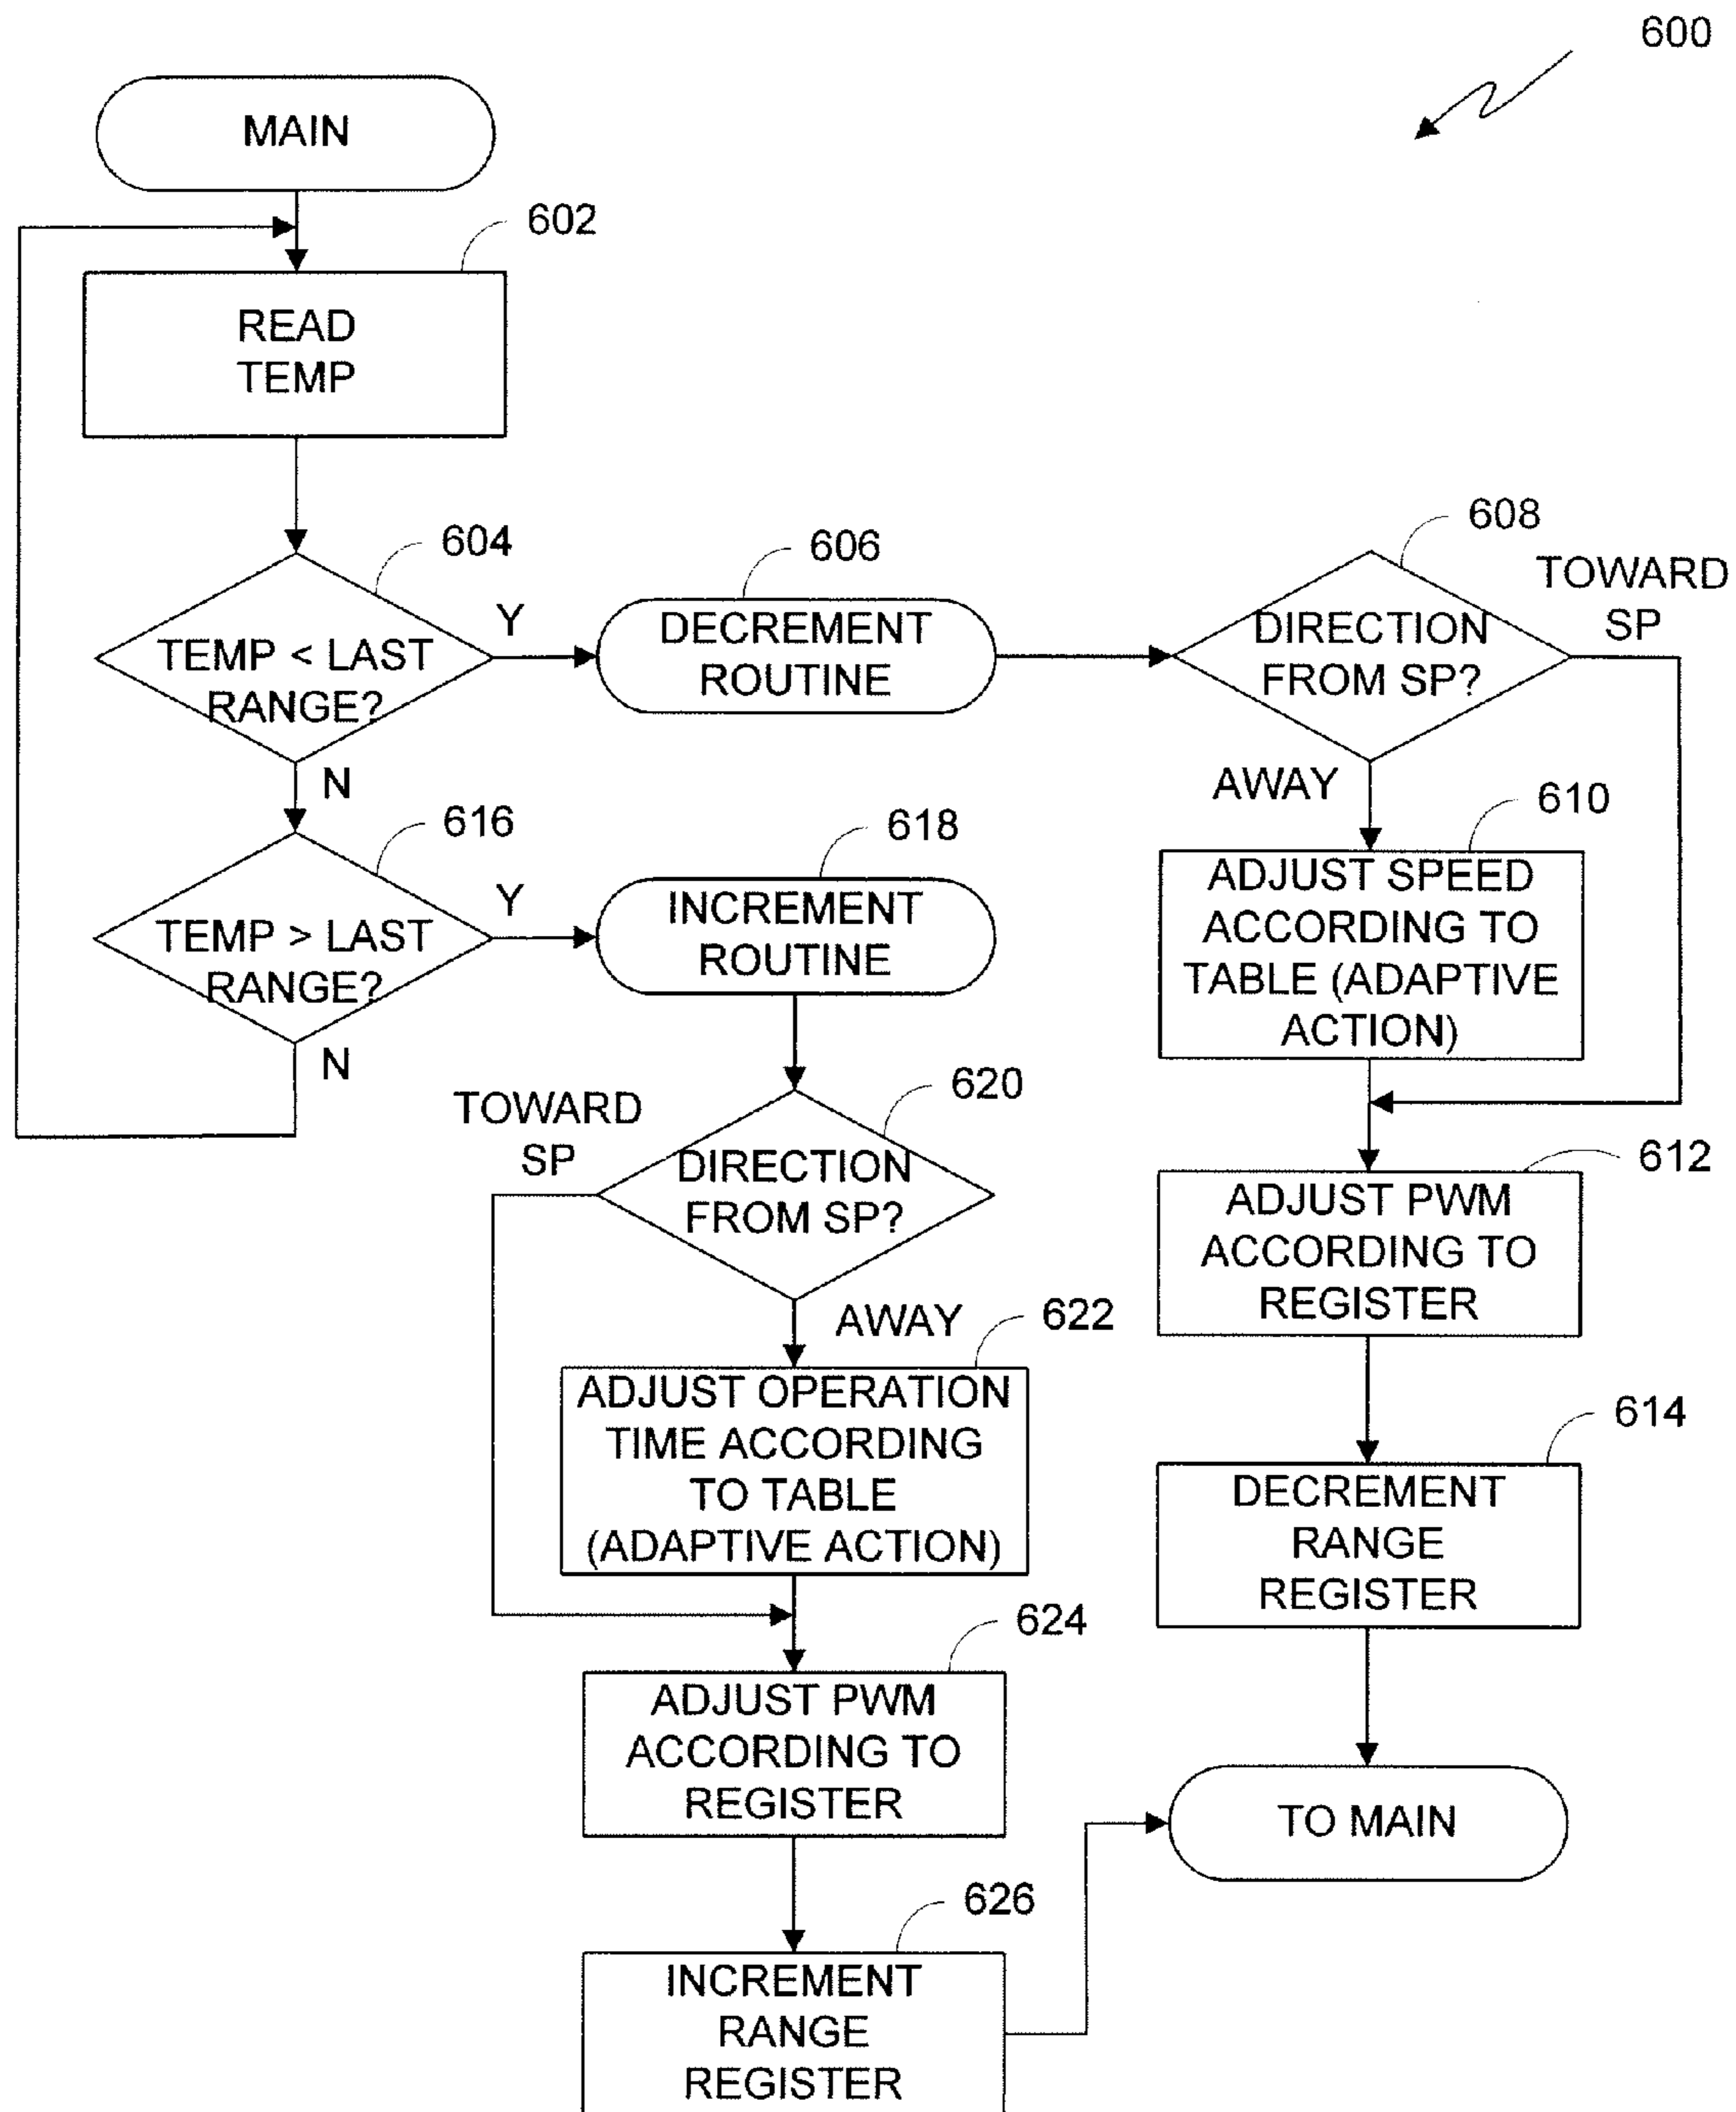 600
MAIN
602
READ
TEMP
604
TEMP < LAST
RANGE?
Y
N
606
DECREMENT
ROUTINE
608
DIRECTION
FROM SP?
TOWARD
SP
AWAY
610
ADJUST SPEED
ACCORDING TO
TABLE (ADAPTIVE
ACTION)
612
ADJUST PWM
ACCORDING TO
REGISTER
614
DECREMENT
RANGE
REGISTER
TO MAIN
616
TEMP > LAST
RANGE?
Y
N
618
INCREMENT
ROUTINE
620
DIRECTION
FROM SP?
TOWARD
SP
AWAY
622
ADJUST OPERATION
TIME ACCORDING
TO TABLE
(ADAPTIVE ACTION)
624
ADJUST PWM
ACCORDING TO
REGISTER
626
INCREMENT
RANGE
REGISTER